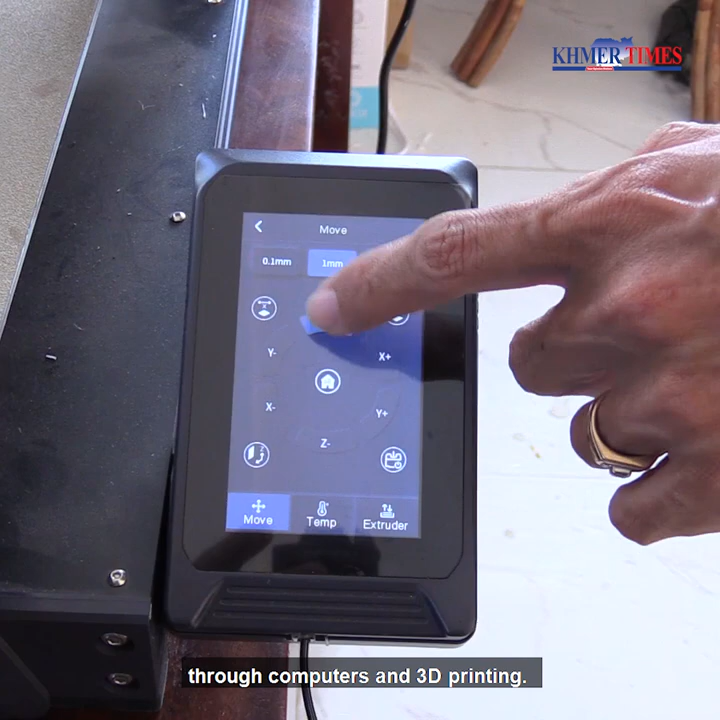 KHMER TIMES
Move
0.1mm
1mm
Y-
X+
X-
Y+
Z-
Move
Temp
Extruder
through computers and 3D printing.